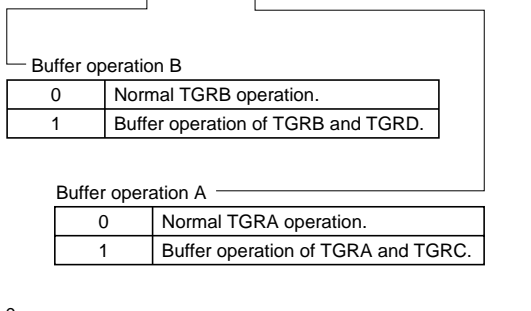 Buffer operation B
0 Normal TGRB operation.
1 Buffer operation of TGRB and TGRD.
Buffer operation A
0 Normal TGRA operation.
1 Buffer operation of TGRA and TGRC.